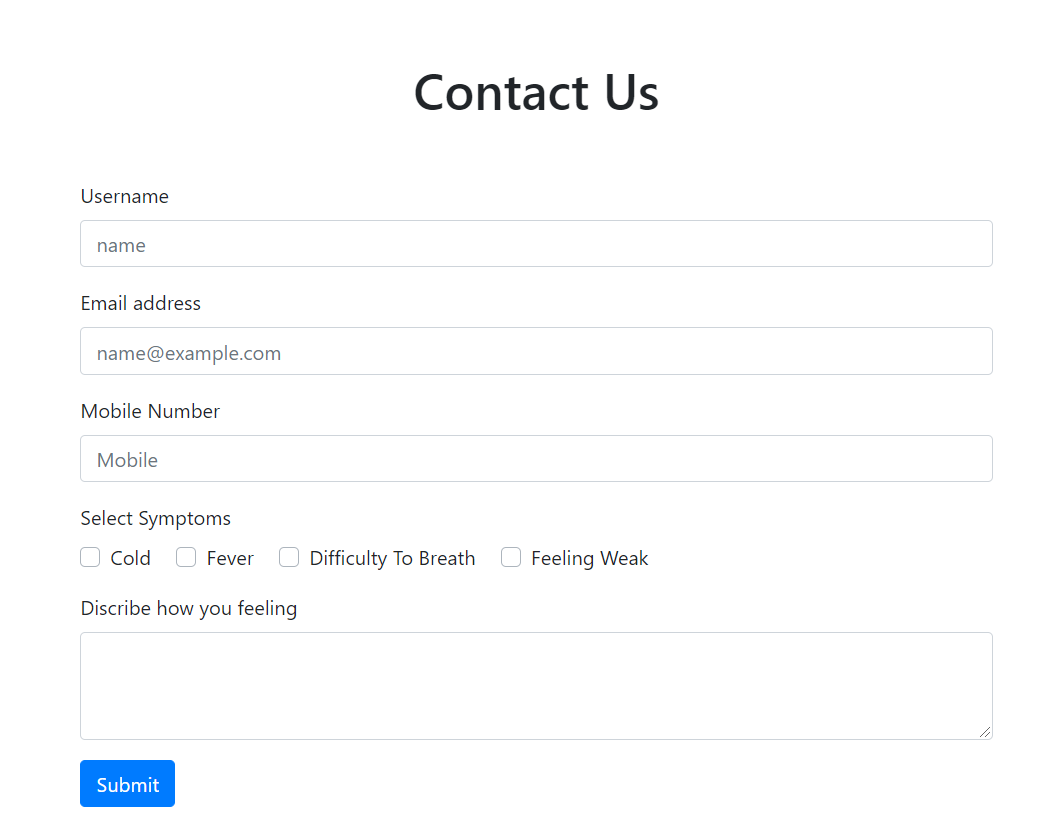 Contact Us
Username
name
Email address
name@example.com
Mobile Number
Mobile
Select Symptoms
Cold Fever Difficulty To Breath Feeling Weak
Discribe how you feeling
Submit